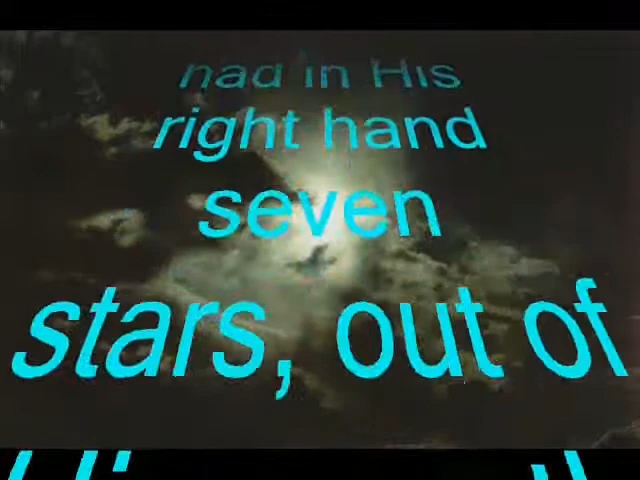 had in His
right hand
seven
stars, out of